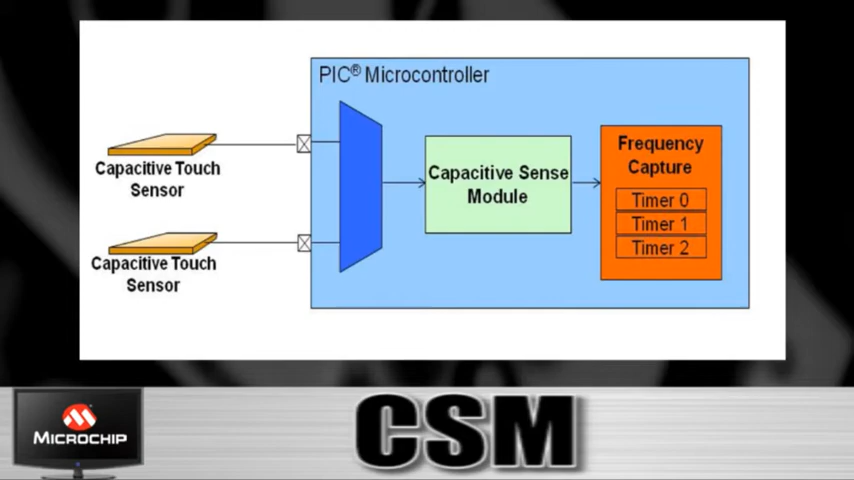 PIC® Microcontroller
Capacitive Touch
Sensor
Capacitive Touch
Sensor
Capacitive Sense
Module
Frequency
Capture
Timer 0
Timer 1
Timer 2
MICROCHIP
CSM